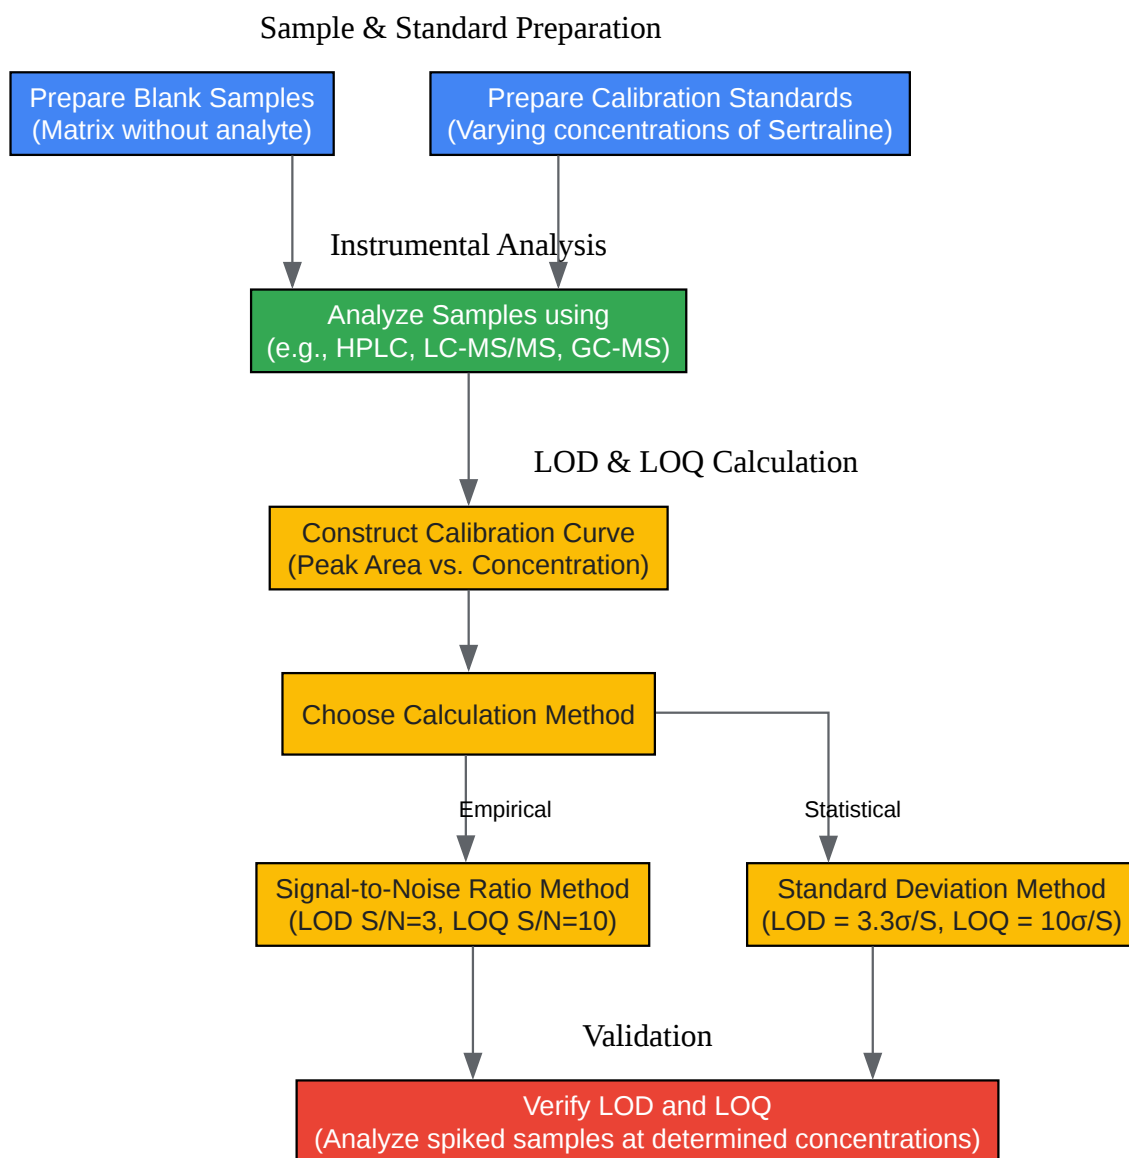 Sample & Standard Preparation
Prepare Blank Samples
(Matrix without analyte)
Prepare Calibration Standards
(Varying concentrations of Sertraline)
Instrumental Analysis
Analyze Samples using
(e.g., HPLC, LC-MS/MS, GC-MS)
LOD & LOQ Calculation
Construct Calibration Curve
(Peak Area vs. Concentration)
Choose Calculation Method
Empirical
Statistical
Signal-to-Noise Ratio Method
(LOD S/N=3, LOQ S/N=10)
Standard Deviation Method
(LOD = 3.3σ/S, LOQ = 10σ/S)
Validation
Verify LOD and LOQ
(Analyze spiked samples at determined concentrations)